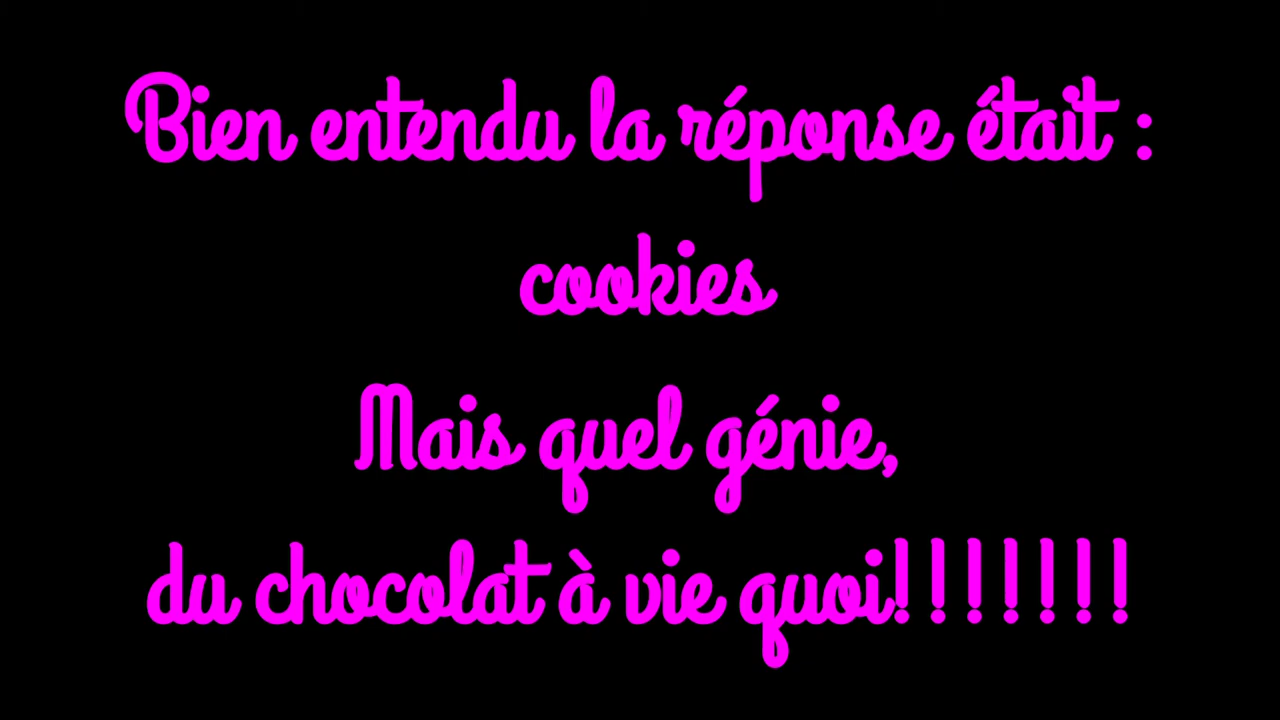 Bien entendu la réponse était :
cookies
Mais quel génie,
du chocolat à vie quoi!!!!!!!